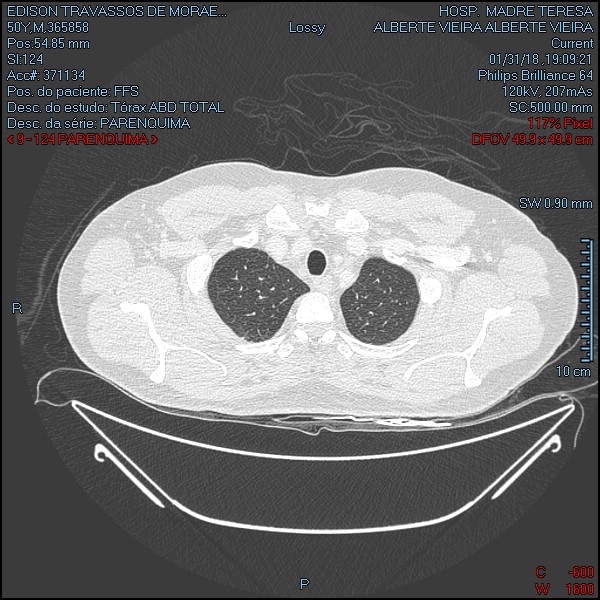 EDISON TRAVASSOS DE MORAE...
50Y,M,365858
Pos:54.85 mm
SI:124
Acc#: 371134
Pos. do paciente: FFS
Desc. do estudo: Tórax ABD TOTAL
Desc. da série: PARENQUIMA
< 9 - 124 PARENQUIMA >
Lossy
HOSP. MADRE TERESA
ALBERTE VIEIRA ALBERTE VIEIRA
Current
01/31/18 ,19:09:21
Philips Brilliance 64
120kV, 207mAs
SC:500.00 mm
117% Pixel
DFOV 49.9 x 49.9 cm
SW 0.90 mm
R
10 cm
P
C -600
W 1600